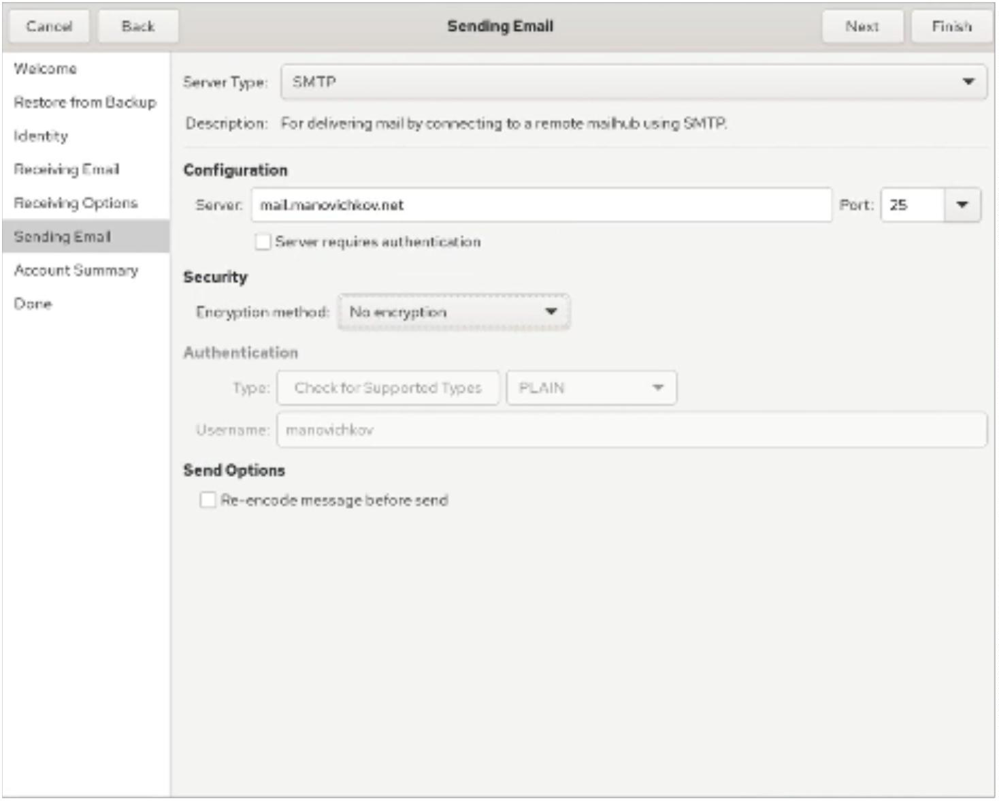 Cancel Back Sending Email Next Finish
Welcome
Restore from Backup
Identity
Receiving Email
Receiving Options
Sending Email
Account Summary
Done
Server Type: SMTP
Description: For delivering mail by connecting to a remote mailhub using SMTP.
Configuration
Server: mail.manovichkov.net Port: 25
Server requires authentication
Security
Encryption method: No encryption
Authentication
Type: Check for Supported Types PLAIN
Username: manovichkov
Send Options
Re-encode message before send